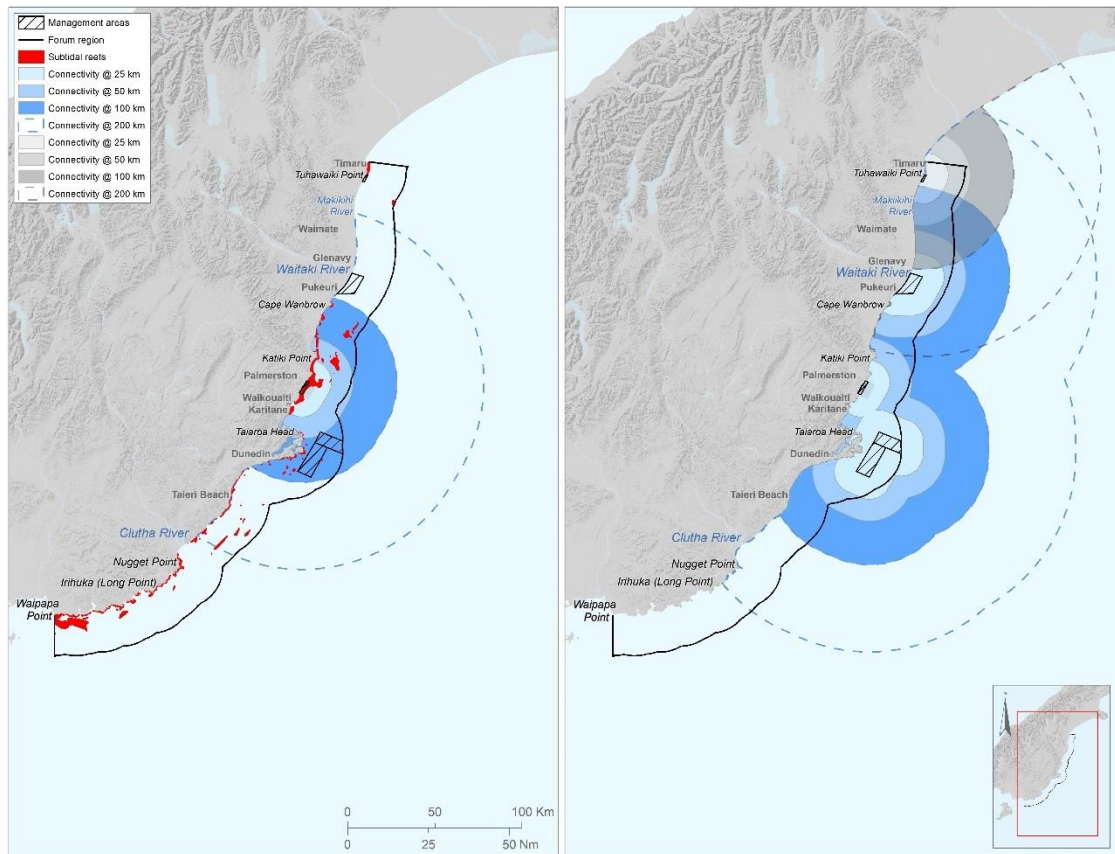 Management areas
Forum region
Subtidal reefs
Connectivity @ 25 km
Connectivity @ 50 km
Connectivity @ 100 km
Connectivity @ 200 km
Connectivity @ 25 km
Connectivity @ 50 km
Connectivity @ 100 km
Connectivity @ 200 km
Timaru
Tuhawaiki Point
Makikihi
River
Waimate
Glenavy
Waitaki River
Pukeuri
Cape Wanbrow
Katiki Point
Palmerston
Waikouaiti
Karitane
Taiaroa Head
Dunedin
Taieri Beach
Clutha River
Nugget Point
Irihuka (Long Point)
Waipapa
Point
0 50 100 Km
0 25 50 Nm
Timaru
Tuhawaiki Point
Makikihi
River
Waimate
Glenavy
Waitaki River
Pukeuri
Cape Wanbrow
Katiki Point
Palmerston
Waikouaiti
Karitane
Taiaroa Head
Dunedin
Taieri Beach
Clutha River
Nugget Point
Irihuka (Long Point)
Waipapa
Point